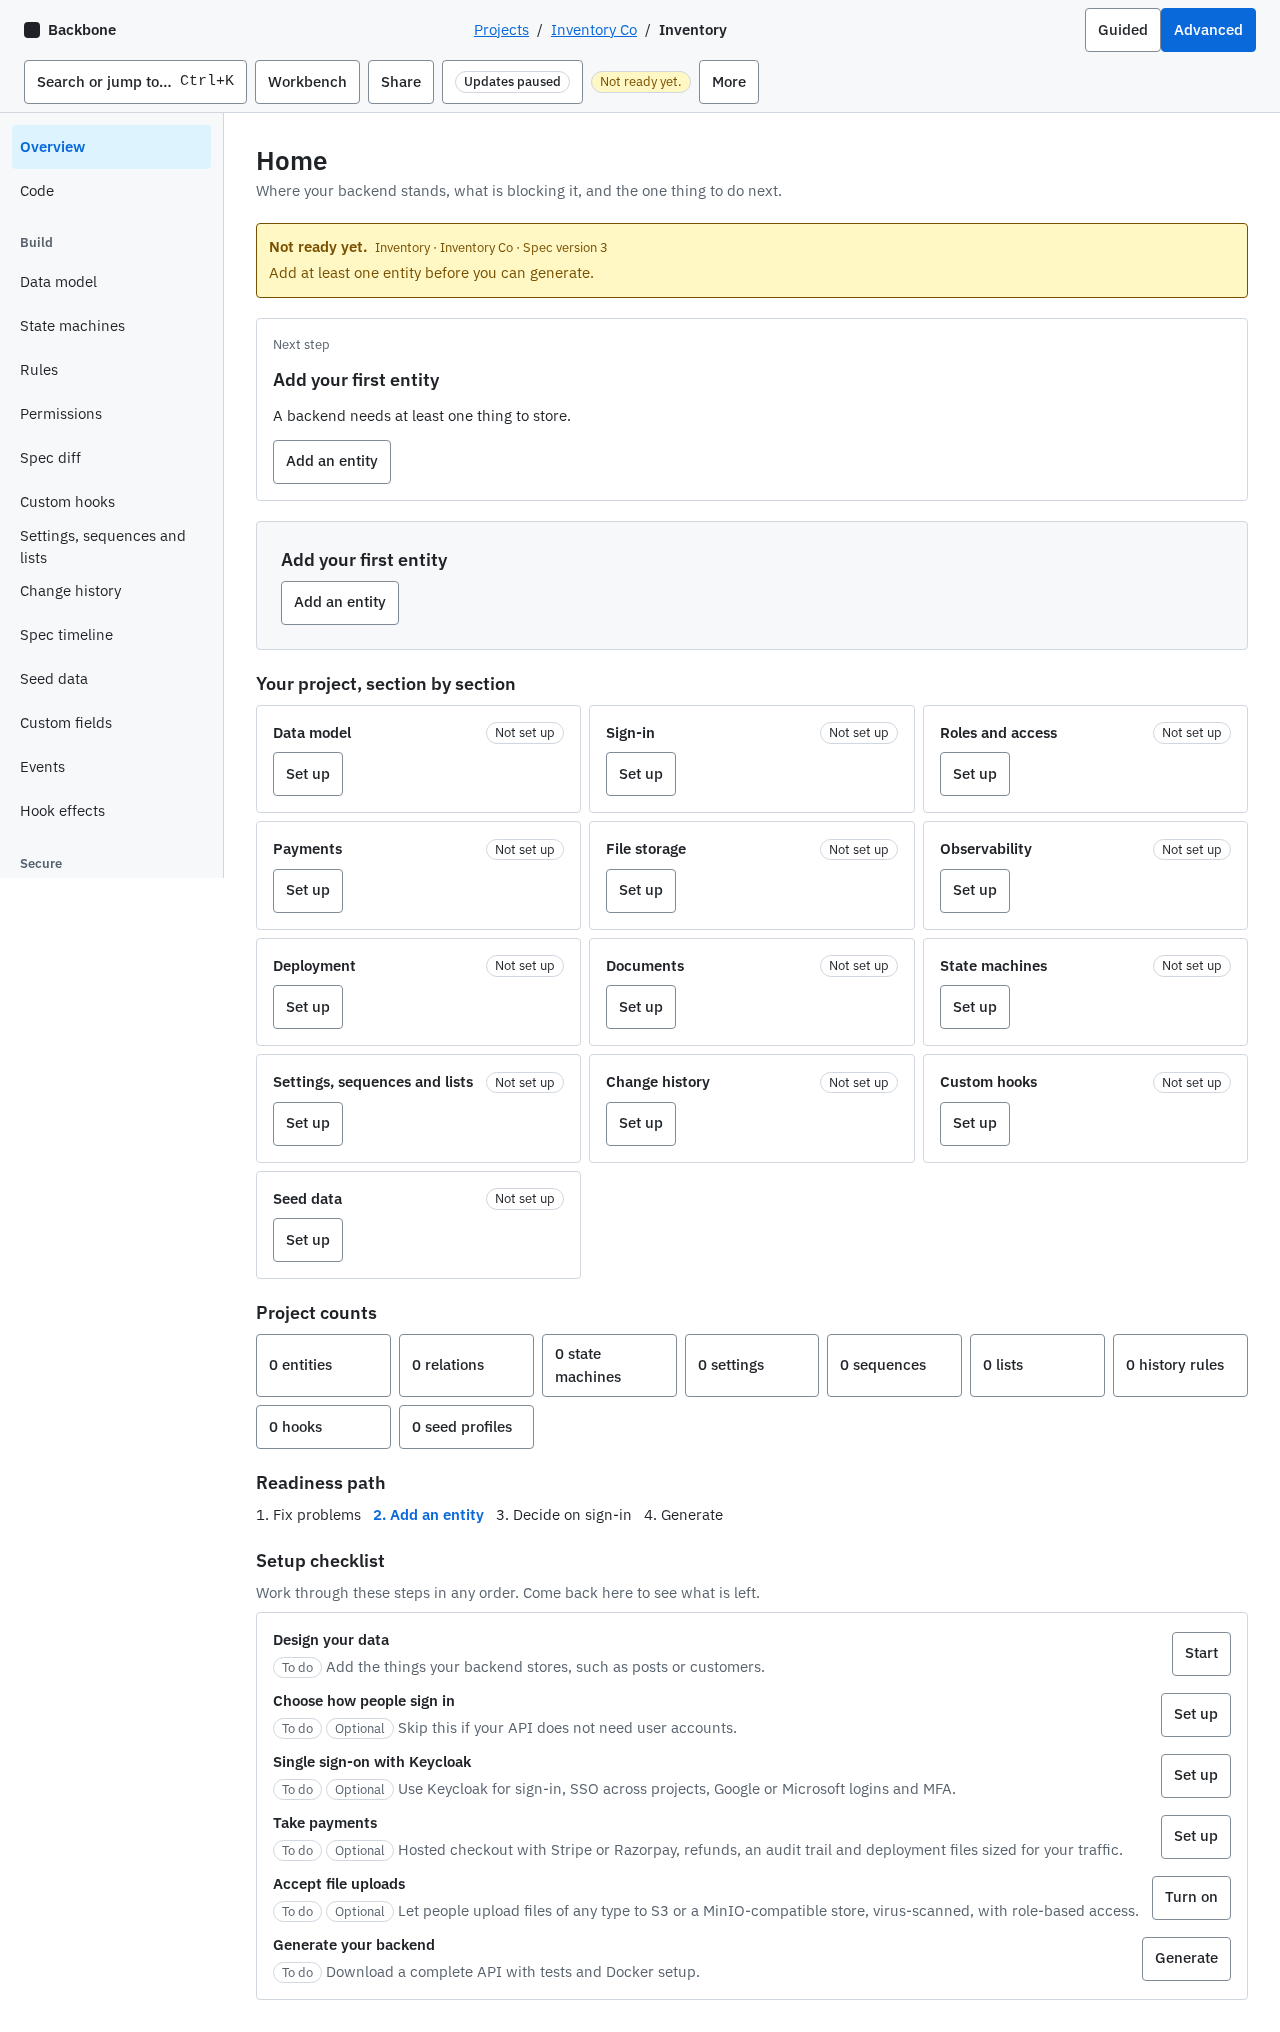 Backbone
Projects / Inventory Co / Inventory
Guided
Advanced
Search or jump to... Ctrl+K
Workbench
Share
Updates paused
Not ready yet.
More
Overview
Code
Build
Data model
State machines
Rules
Permissions
Spec diff
Custom hooks
Settings, sequences and
lists
Change history
Spec timeline
Seed data
Custom fields
Events
Hook effects
Secure
Home
Where your backend stands, what is blocking it, and the one thing to do next.
Not ready yet. Inventory · Inventory Co · Spec version 3
Add at least one entity before you can generate.
Next step
Add your first entity
A backend needs at least one thing to store.
Add an entity
Add your first entity
Add an entity
Your project, section by section
Data model Not set up
Set up
Sign-in Not set up
Set up
Roles and access Not set up
Set up
Payments Not set up
Set up
File storage Not set up
Set up
Observability Not set up
Set up
Deployment Not set up
Set up
Documents Not set up
Set up
State machines Not set up
Set up
Settings, sequences and lists Not set up
Set up
Change history Not set up
Set up
Custom hooks Not set up
Set up
Seed data Not set up
Set up
Project counts
0 entities
0 relations
0 state
machines
0 settings
0 sequences
0 lists
0 history rules
0 hooks
0 seed profiles
Readiness path
1. Fix problems 2. Add an entity 3. Decide on sign-in 4. Generate
Setup checklist
Work through these steps in any order. Come back here to see what is left.
Design your data
To do Add the things your backend stores, such as posts or customers.
Start
Choose how people sign in
To do Optional Skip this if your API does not need user accounts.
Set up
Single sign-on with Keycloak
To do Optional Use Keycloak for sign-in, SSO across projects, Google or Microsoft logins and MFA.
Set up
Take payments
To do Optional Hosted checkout with Stripe or Razorpay, refunds, an audit trail and deployment files sized for your traffic.
Set up
Accept file uploads
To do Optional Let people upload files of any type to S3 or a MinIO-compatible store, virus-scanned, with role-based access.
Turn on
Generate your backend
To do Download a complete API with tests and Docker setup.
Generate